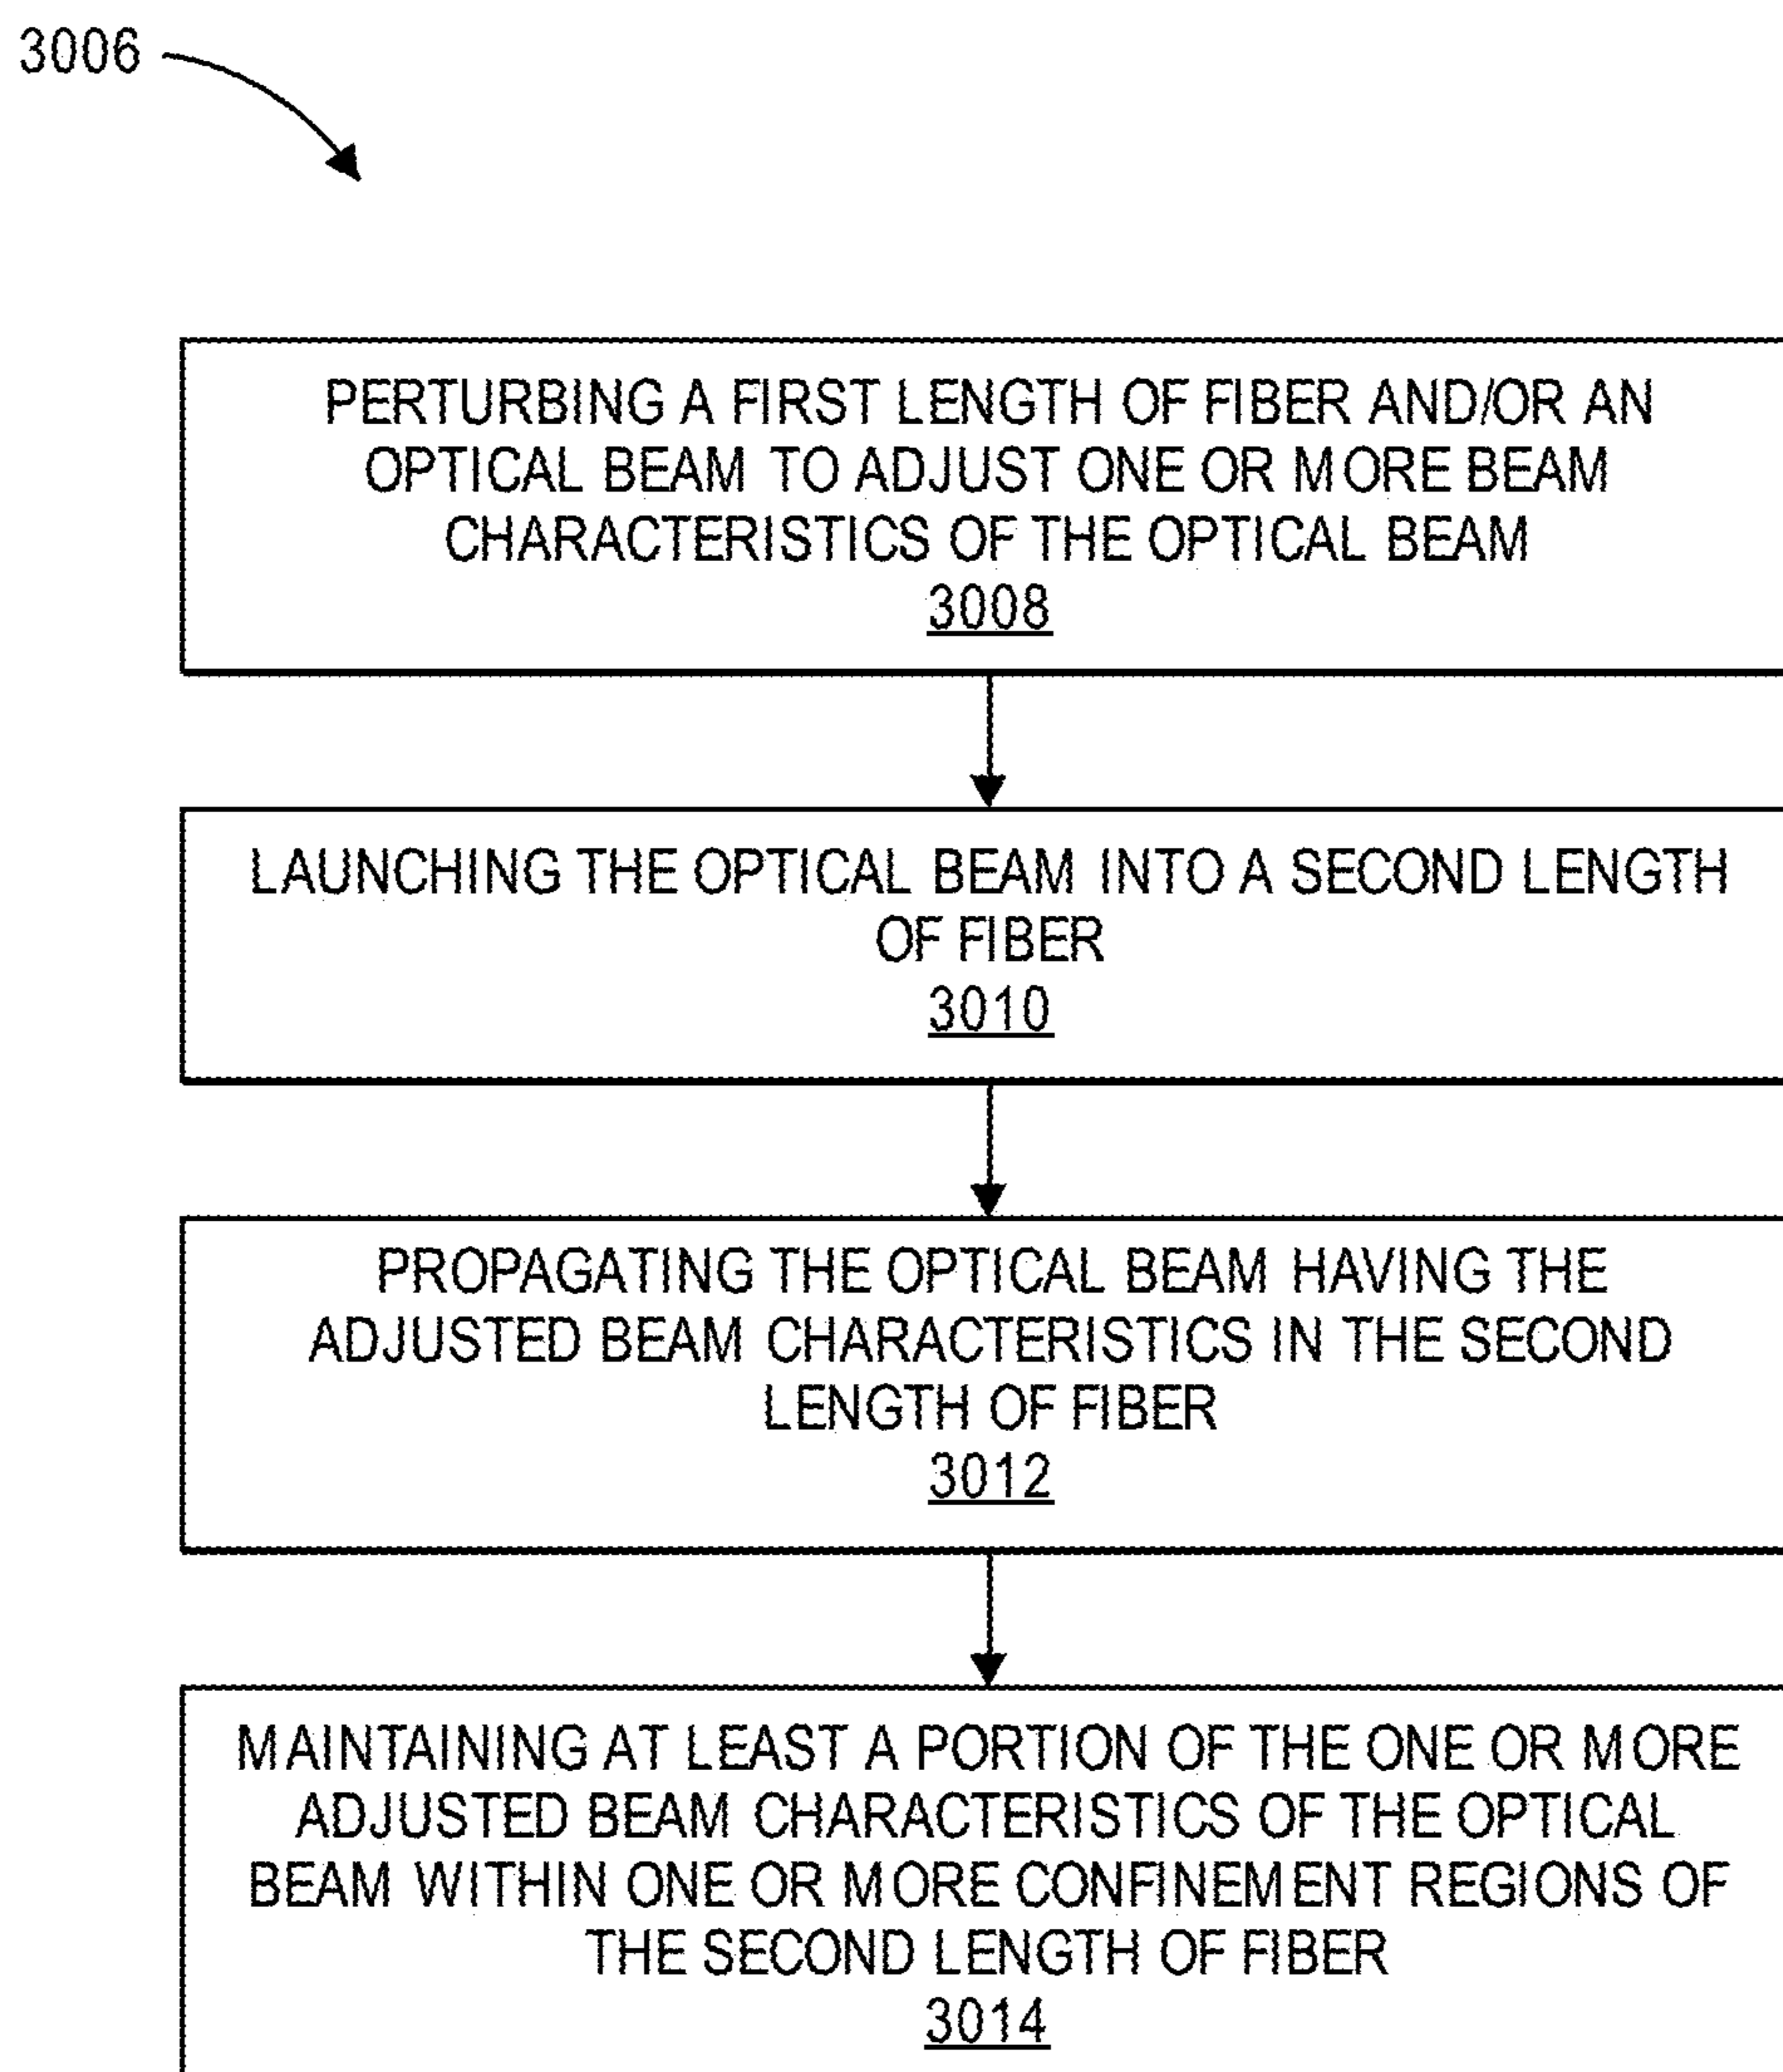 3006
PERTURBING A FIRST LENGTH OF FIBER AND/OR AN
OPTICAL BEAM TO ADJUST ONE OR MORE BEAM
CHARACTERISTICS OF THE OPTICAL BEAM
3008
LAUNCHING THE OPTICAL BEAM INTO A SECOND LENGTH
OF FIBER
3010
PROPAGATING THE OPTICAL BEAM HAVING THE
ADJUSTED BEAM CHARACTERISTICS IN THE SECOND
LENGTH OF FIBER
3012
MAINTAINING AT LEAST A PORTION OF THE ONE OR MORE
ADJUSTED BEAM CHARACTERISTICS OF THE OPTICAL
BEAM WITHIN ONE OR MORE CONFINEMENT REGIONS OF
THE SECOND LENGTH OF FIBER
3014